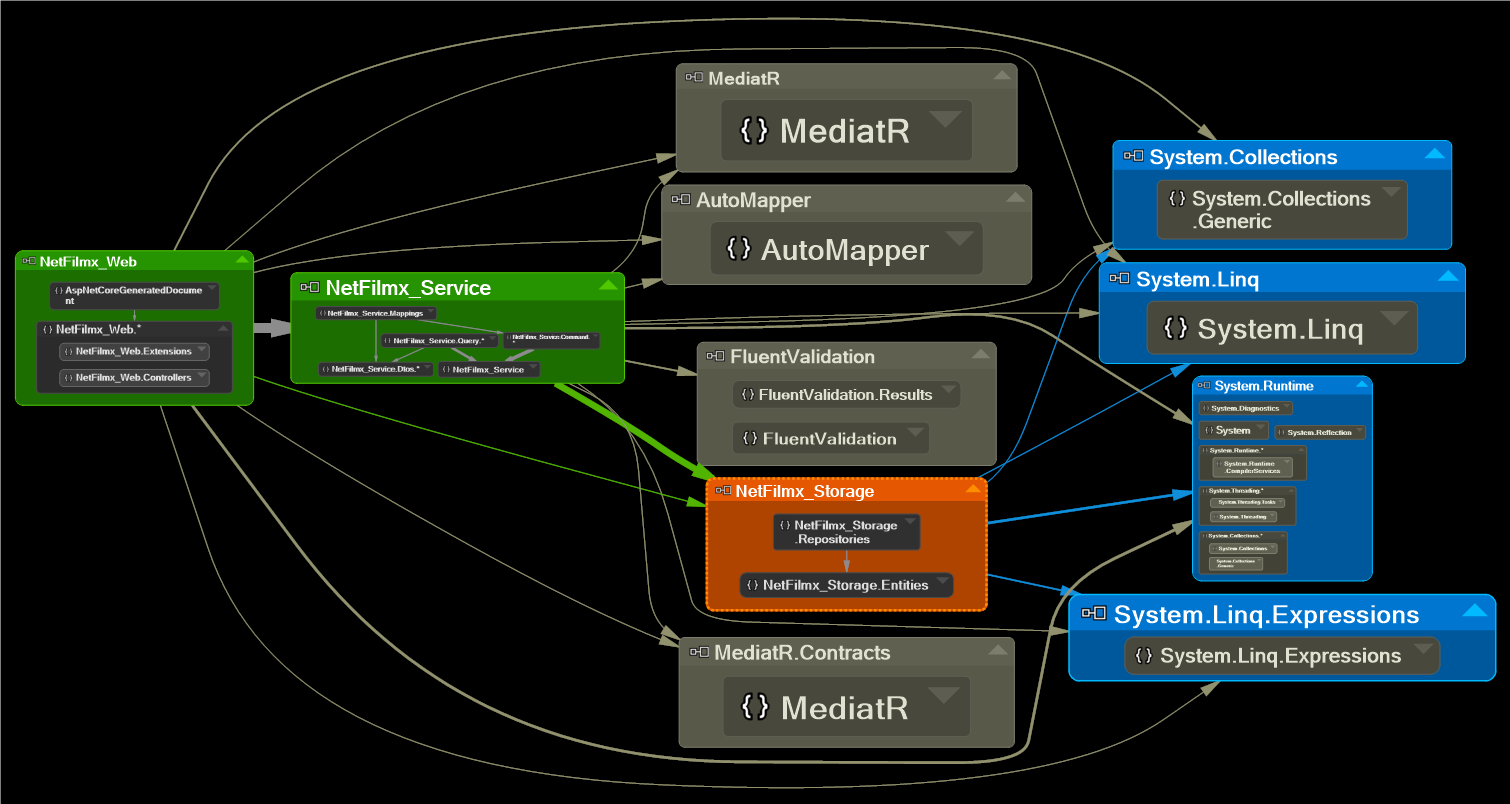 NetFilmx_Web
{} AspNetCoreGeneratedDocume
nt
{} NetFilmx_Web.*
{} NetFilmx_Web.Extensions
{} NetFilmx_Web.Controllers
NetFilmx_Service
{} NetFilmx_Service.Mappings
{} NetFilmx_Service.Query.*
{} NetFilmx_Service.Command.
*
{} NetFilmx_Service.Dtos.*
{} NetFilmx_Service
MediatR
{} MediatR
AutoMapper
{} AutoMapper
FluentValidation
{} FluentValidation.Results
{} FluentValidation
NetFilmx_Storage
{} NetFilmx_Storage
.Repositories
{} NetFilmx_Storage.Entities
MediatR.Contracts
{} MediatR
System.Collections
{} System.Collections
.Generic
System.Linq
{} System.Linq
System.Runtime
{} System.Diagnostics
{} System
{} System.Reflection
{} System.Runtime.*
{} System.Runtime
.CompilerServices
{} System.Threading.*
System.Threading.Tasks
{} System.Threading
{} System.Collections.*
{} System.Collections
System.Collections
.Generic
System.Linq.Expressions
{} System.Linq.Expressions